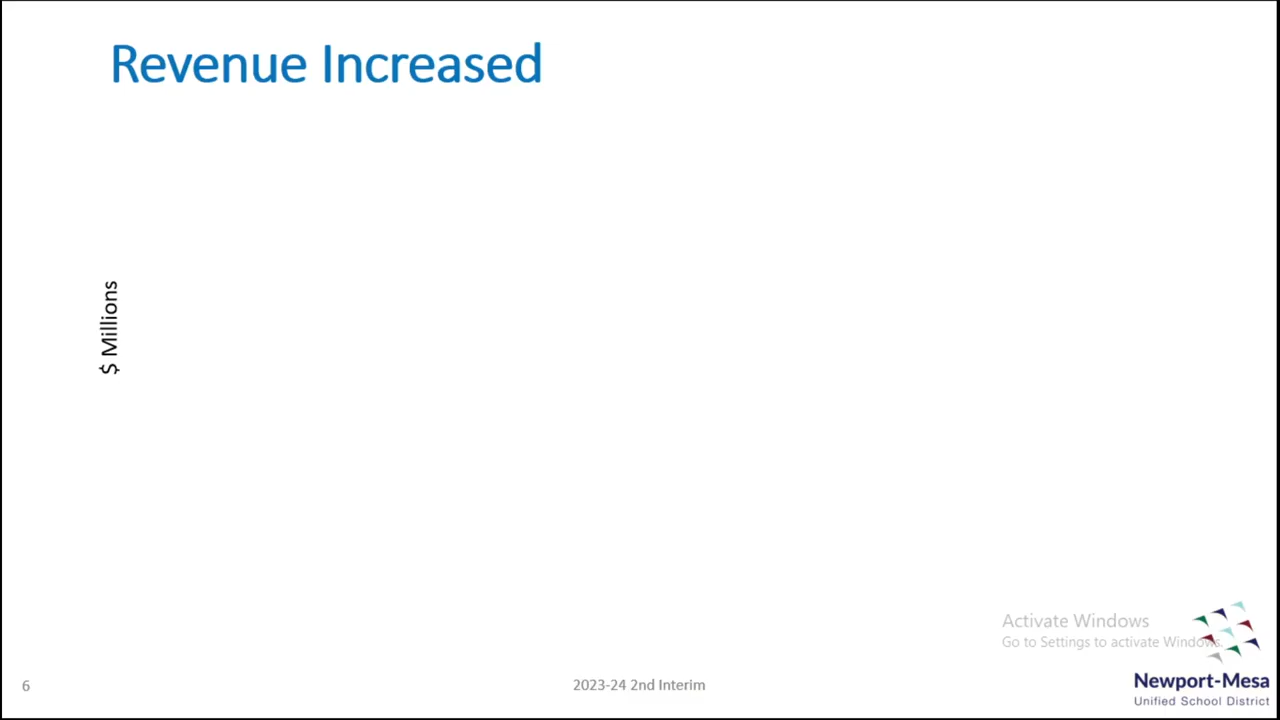 Revenue Increased
$ Millions
Activate Windows
Go to Settings to activate Windows.
6
2023-24 2nd Interim
Newport-Mesa
Unified School District